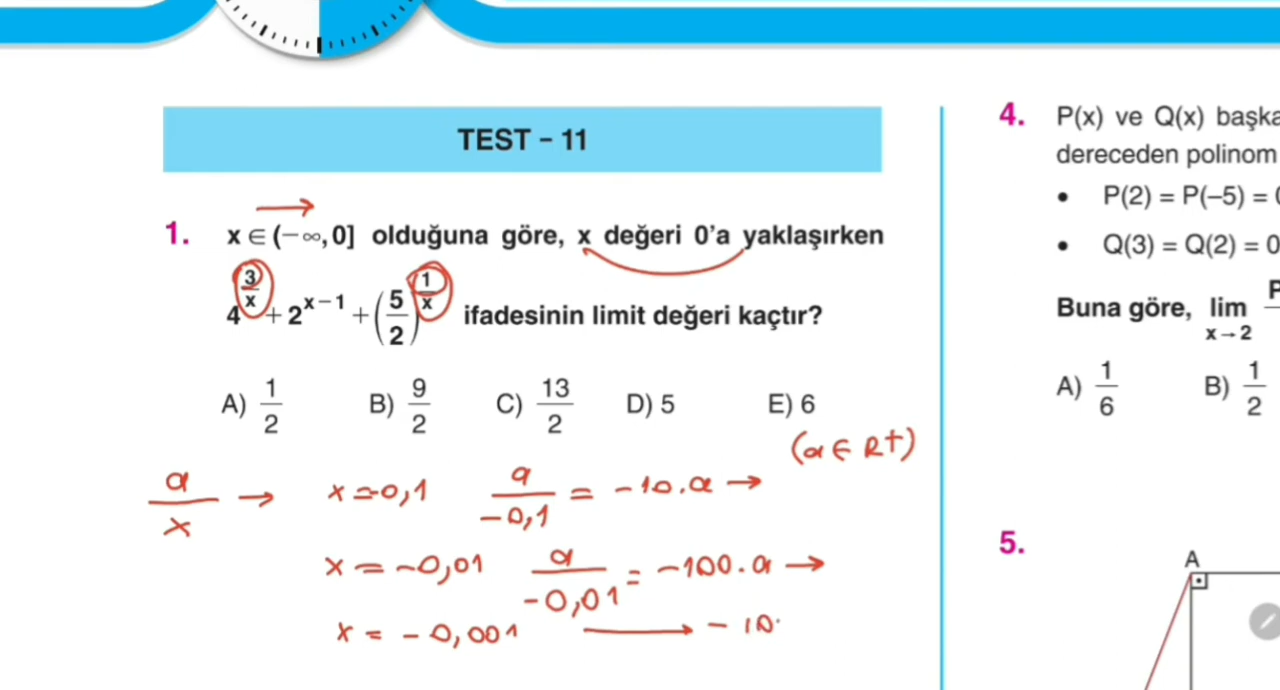 TEST – 11
1. x ∈ (–∞, 0] olduğuna göre, x değeri 0'a yaklaşırken
4^(3/x) + 2^(x–1) + (5/2)^(1/x) ifadesinin limit değeri kaçtır?
A) 1/2 B) 9/2 C) 13/2 D) 5 E) 6
(a ∈ R+)
a/x → x=-0,1 a/-0,1 = -10.a →
x = -0,01 a/-0,01 = -100.a →
x = -0,001 → -10.
4. P(x) ve Q(x)
dereceden polinom
• P(2) = P(–5) =
• Q(3) = Q(2) = 0
Buna göre, lim x→2
A) 1/6 B) 1/2
5.
A